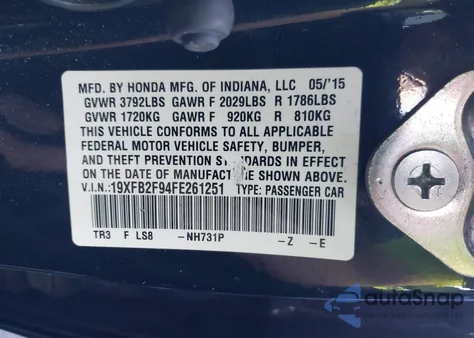 MFD. BY HONDA MFG. OF INDIANA, LLC 05/'15
GVWR 3792LBS GAWR F 2029LBS R 1786LBS
GVWR 1720KG GAWR F 920KG R 810KG
THIS VEHICLE CONFORMS TO ALL APPLICABLE
FEDERAL MOTOR VEHICLE SAFETY, BUMPER,
AND THEFT PREVENTION STANDARDS IN EFFECT
ON THE DATE OF MANUFACTURE SHOWN ABOVE.
V.I.N: 19XFB2F94FE261251 TYPE: PASSENGER CAR
TR3 F LS8 -NH731P -Z -E
autoSnap